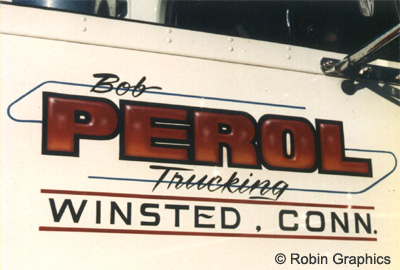 Bob
PEROL
Trucking
WINSTED, CONN.
© Robin Graphics